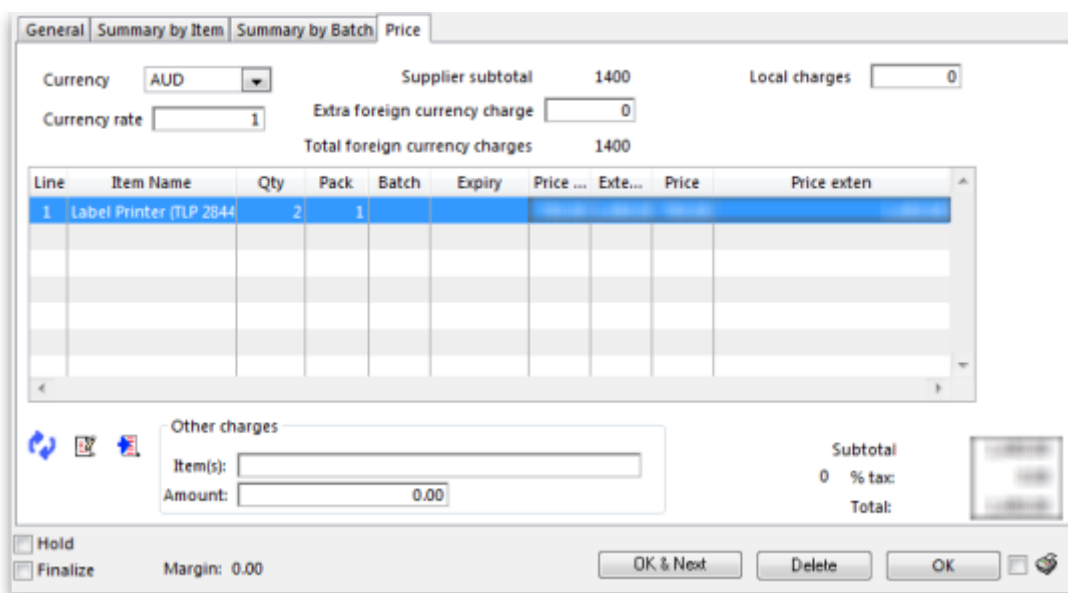 General Summary by Item Summary by Batch Price
Currency AUD Supplier subtotal 1400 Local charges 0
Currency rate 1 Extra foreign currency charge 0
Total foreign currency charges 1400
Line Item Name Qty Pack Batch Expiry Price ... Exte... Price Price exten
1 Label Printer (TLP 2844 2 1
Other charges
Item(s):
Amount: 0.00
Subtotal
0 % tax:
Total:
Hold
Finalize Margin: 0.00 OK & Next Delete OK